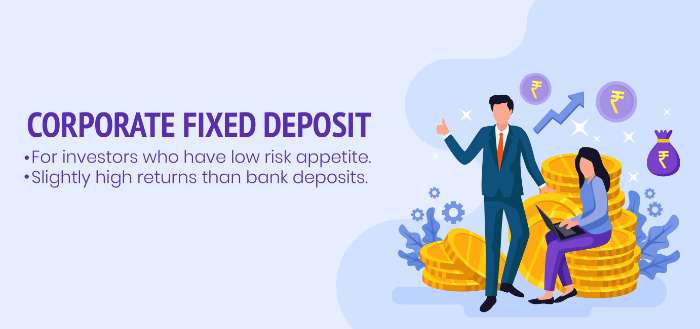 CORPORATE FIXED DEPOSIT
•For investors who have low risk appetite.
•Slightly high returns than bank deposits.
₹
₹
₹